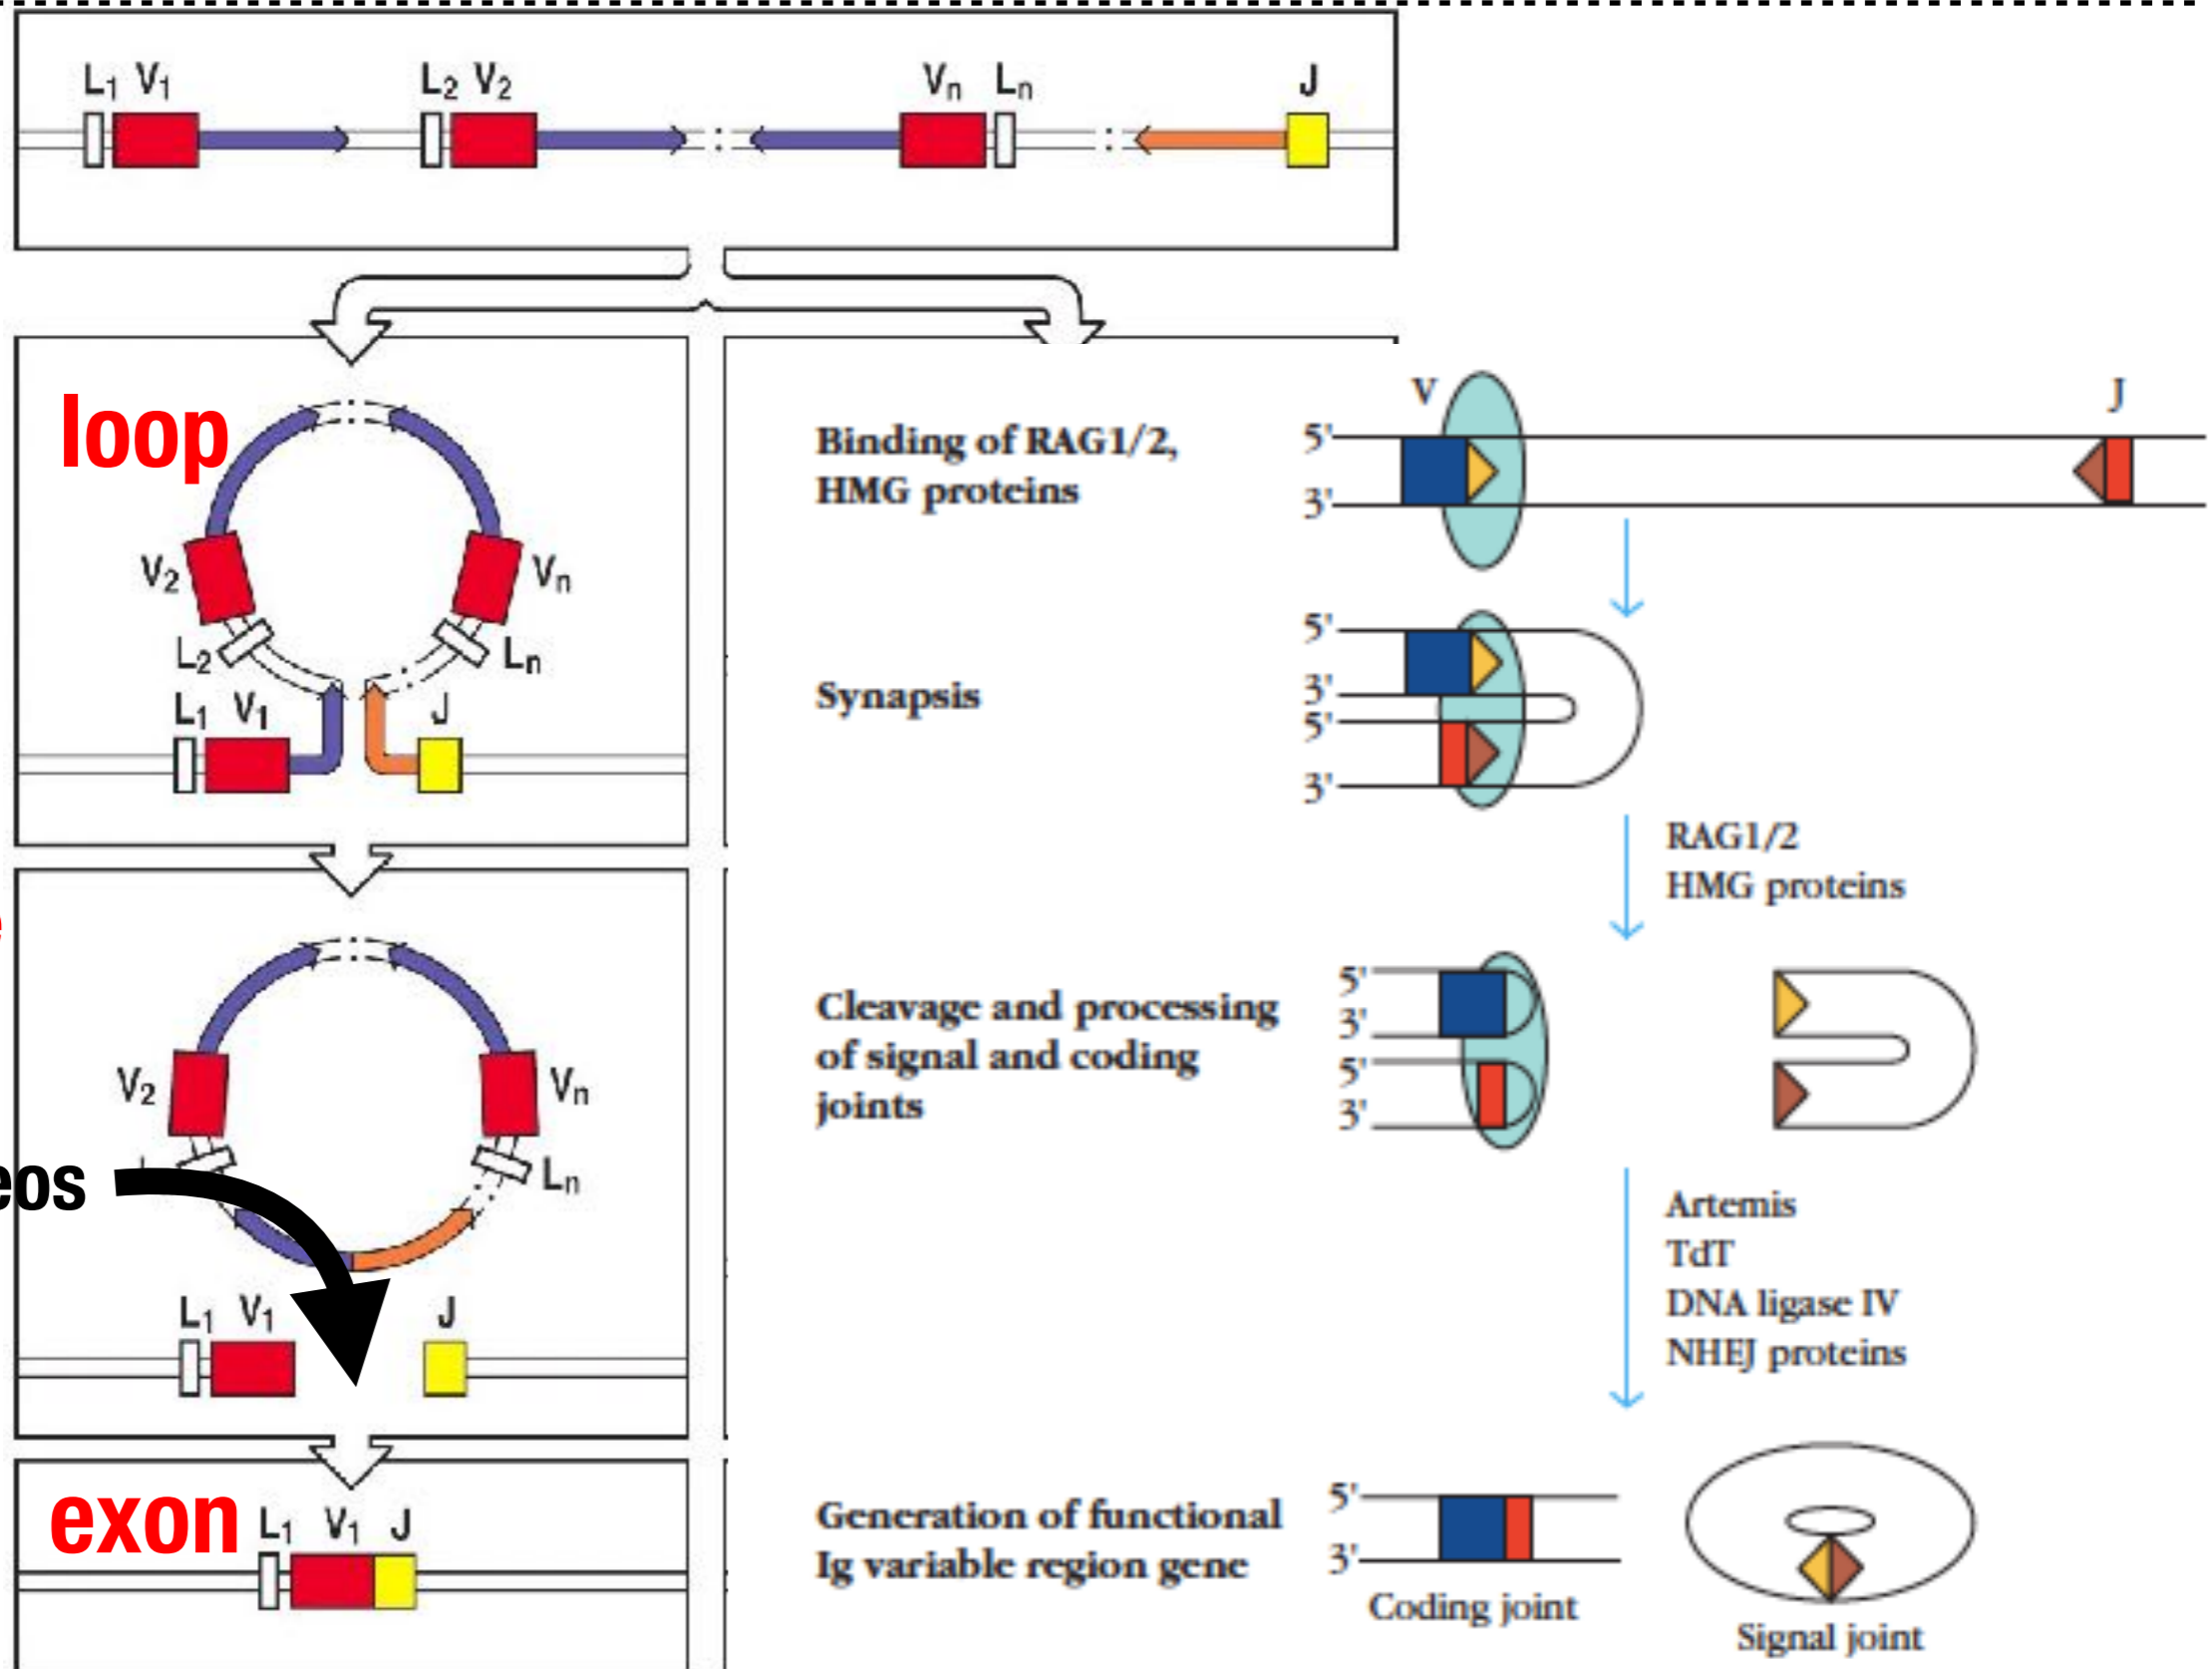 L1 V1 L2 V2 Vn Ln J
loop
V2 Vn
L2 Ln
L1 V1 J
V2 Vn
Ln
L1 V1 J
exon L1 V1 J
Binding of RAG1/2,
HMG proteins
V J
5'
3'
Synapsis
5'
3'
5'
3'
RAG1/2
HMG proteins
Cleavage and processing
of signal and coding
joints
5'
3'
5'
3'
Artemis
TdT
DNA ligase IV
NHEJ proteins
Generation of functional
Ig variable region gene
5'
3'
Coding joint
Signal joint